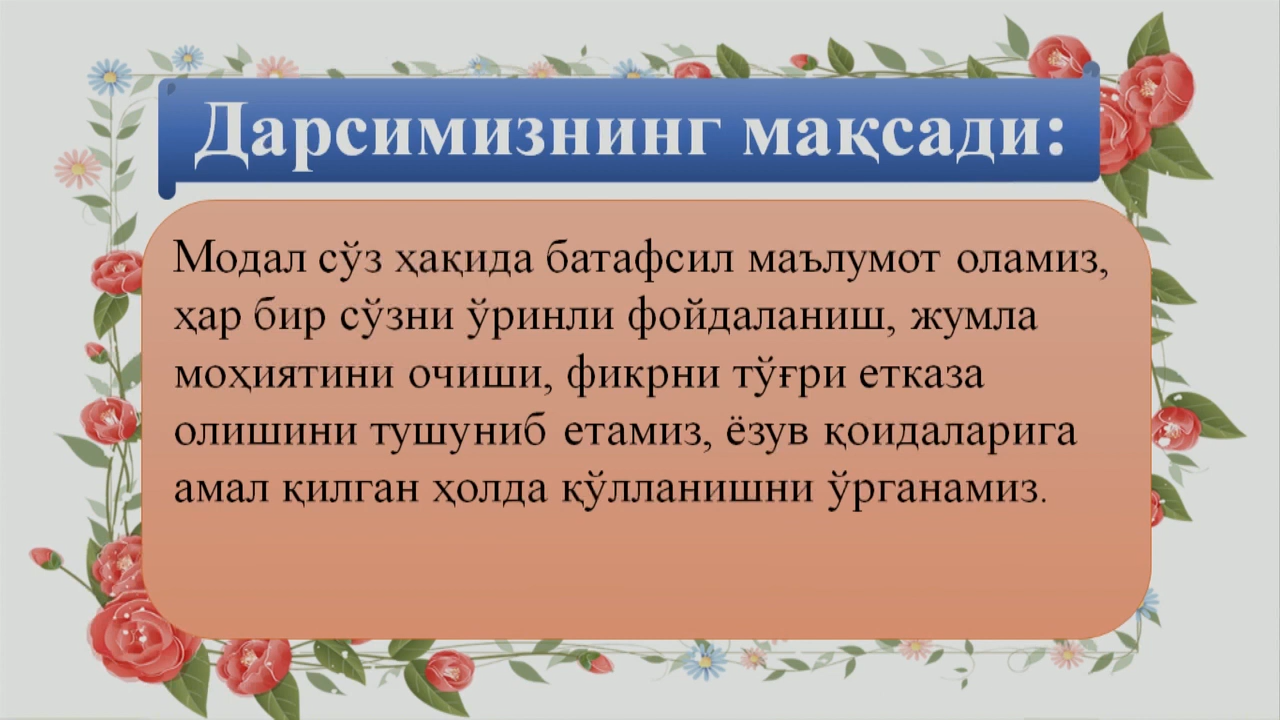 Дарсимизнинг мақсади:
Модал сўз ҳақида батафсил маълумот оламиз,
ҳар бир сўзни ўринли фойдаланиш, жумла
моҳиятини очиши, фикрни тўғри етказа
олишини тушуниб етамиз, ёзув қоидаларига
амал қилган ҳолда қўлланишни ўрганамиз.